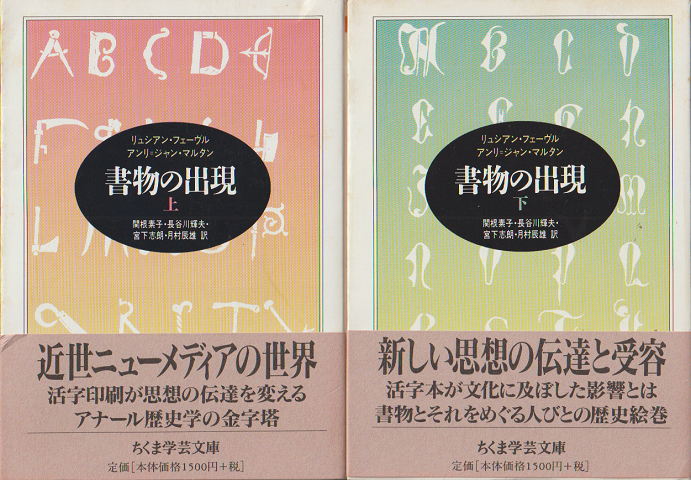 A B C D
リュシアン・フェーヴル
アンリ=ジャン・マルタン
書物の出現
上
関根素子・長谷川輝夫・
宮下志朗・月村辰雄 訳
近世ニューメディアの世界
活字印刷が思想の伝達を変える
アナール歴史学の金字塔
ちくま学芸文庫
定価[本体価格1500円+税]
リュシアン・フェーヴル
アンリ=ジャン・マルタン
書物の出現
下
関根素子・長谷川輝夫・
宮下志朗・月村辰雄 訳
新しい思想の伝達と受容
活字本が文化に及ぼした影響とは
書物とそれをめぐる人びとの歴史絵巻
ちくま学芸文庫
定価[本体価格1500円+税]